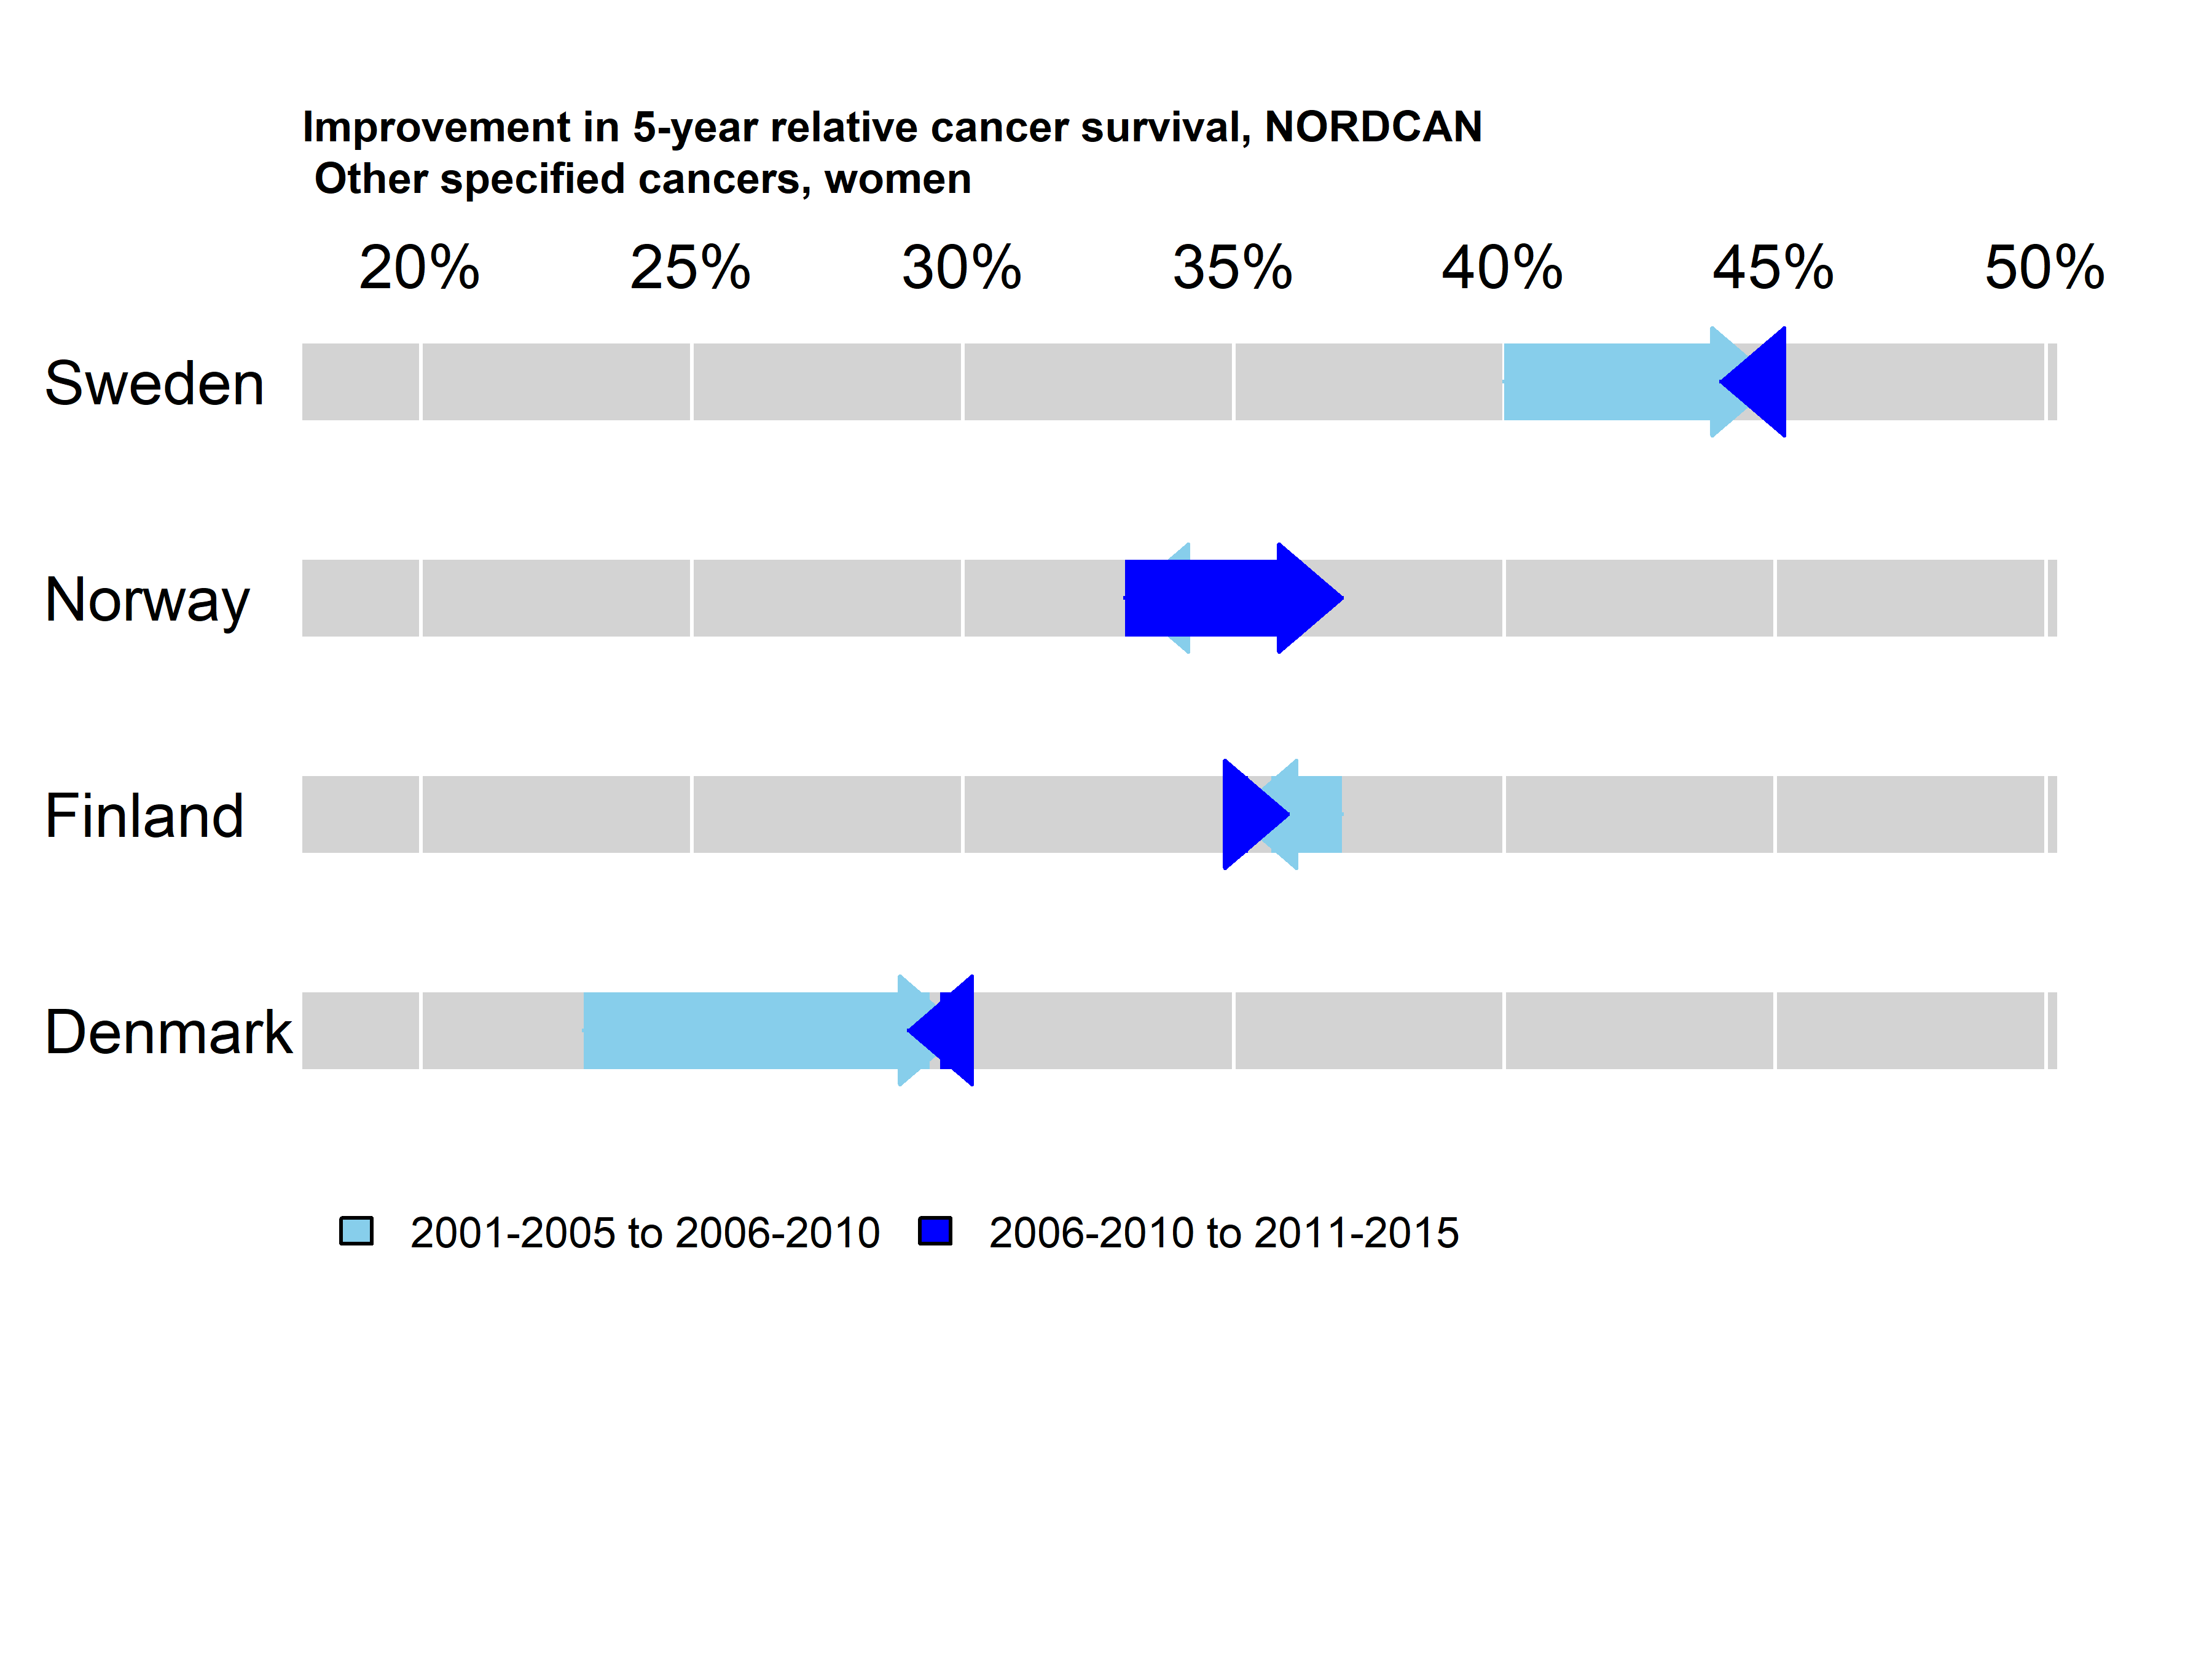 Improvement in 5-year relative cancer survival, NORDCAN
Other specified cancers, women
20% 25% 30% 35% 40% 45% 50%
Sweden
Norway
Finland
Denmark
2001-2005 to 2006-2010 2006-2010 to 2011-2015